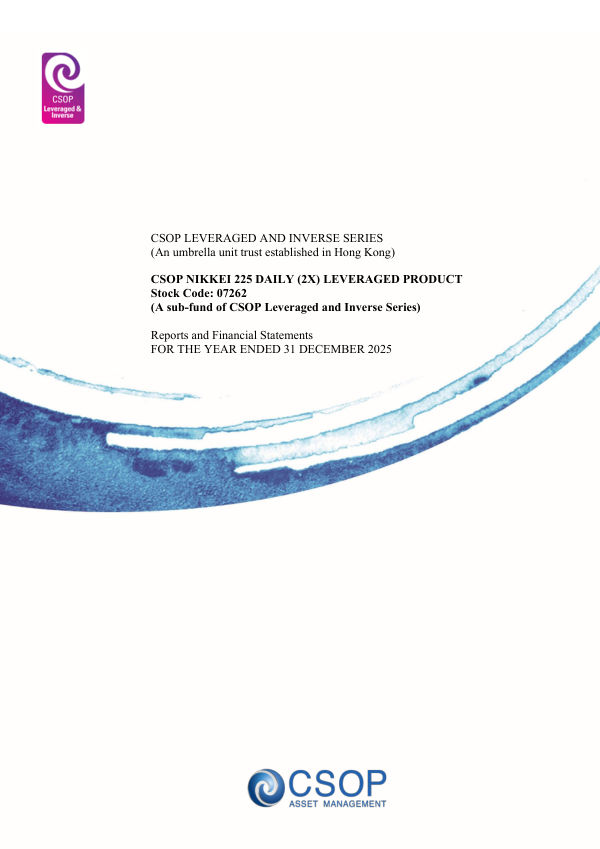 CSOP
Leveraged &
Inverse
CSOP LEVERAGED AND INVERSE SERIES
(An umbrella unit trust established in Hong Kong)
CSOP NIKKEI 225 DAILY (2X) LEVERAGED PRODUCT
Stock Code: 07262
(A sub-fund of CSOP Leveraged and Inverse Series)
Reports and Financial Statements
FOR THE YEAR ENDED 31 DECEMBER 2025
CSOP
ASSET MANAGEMENT